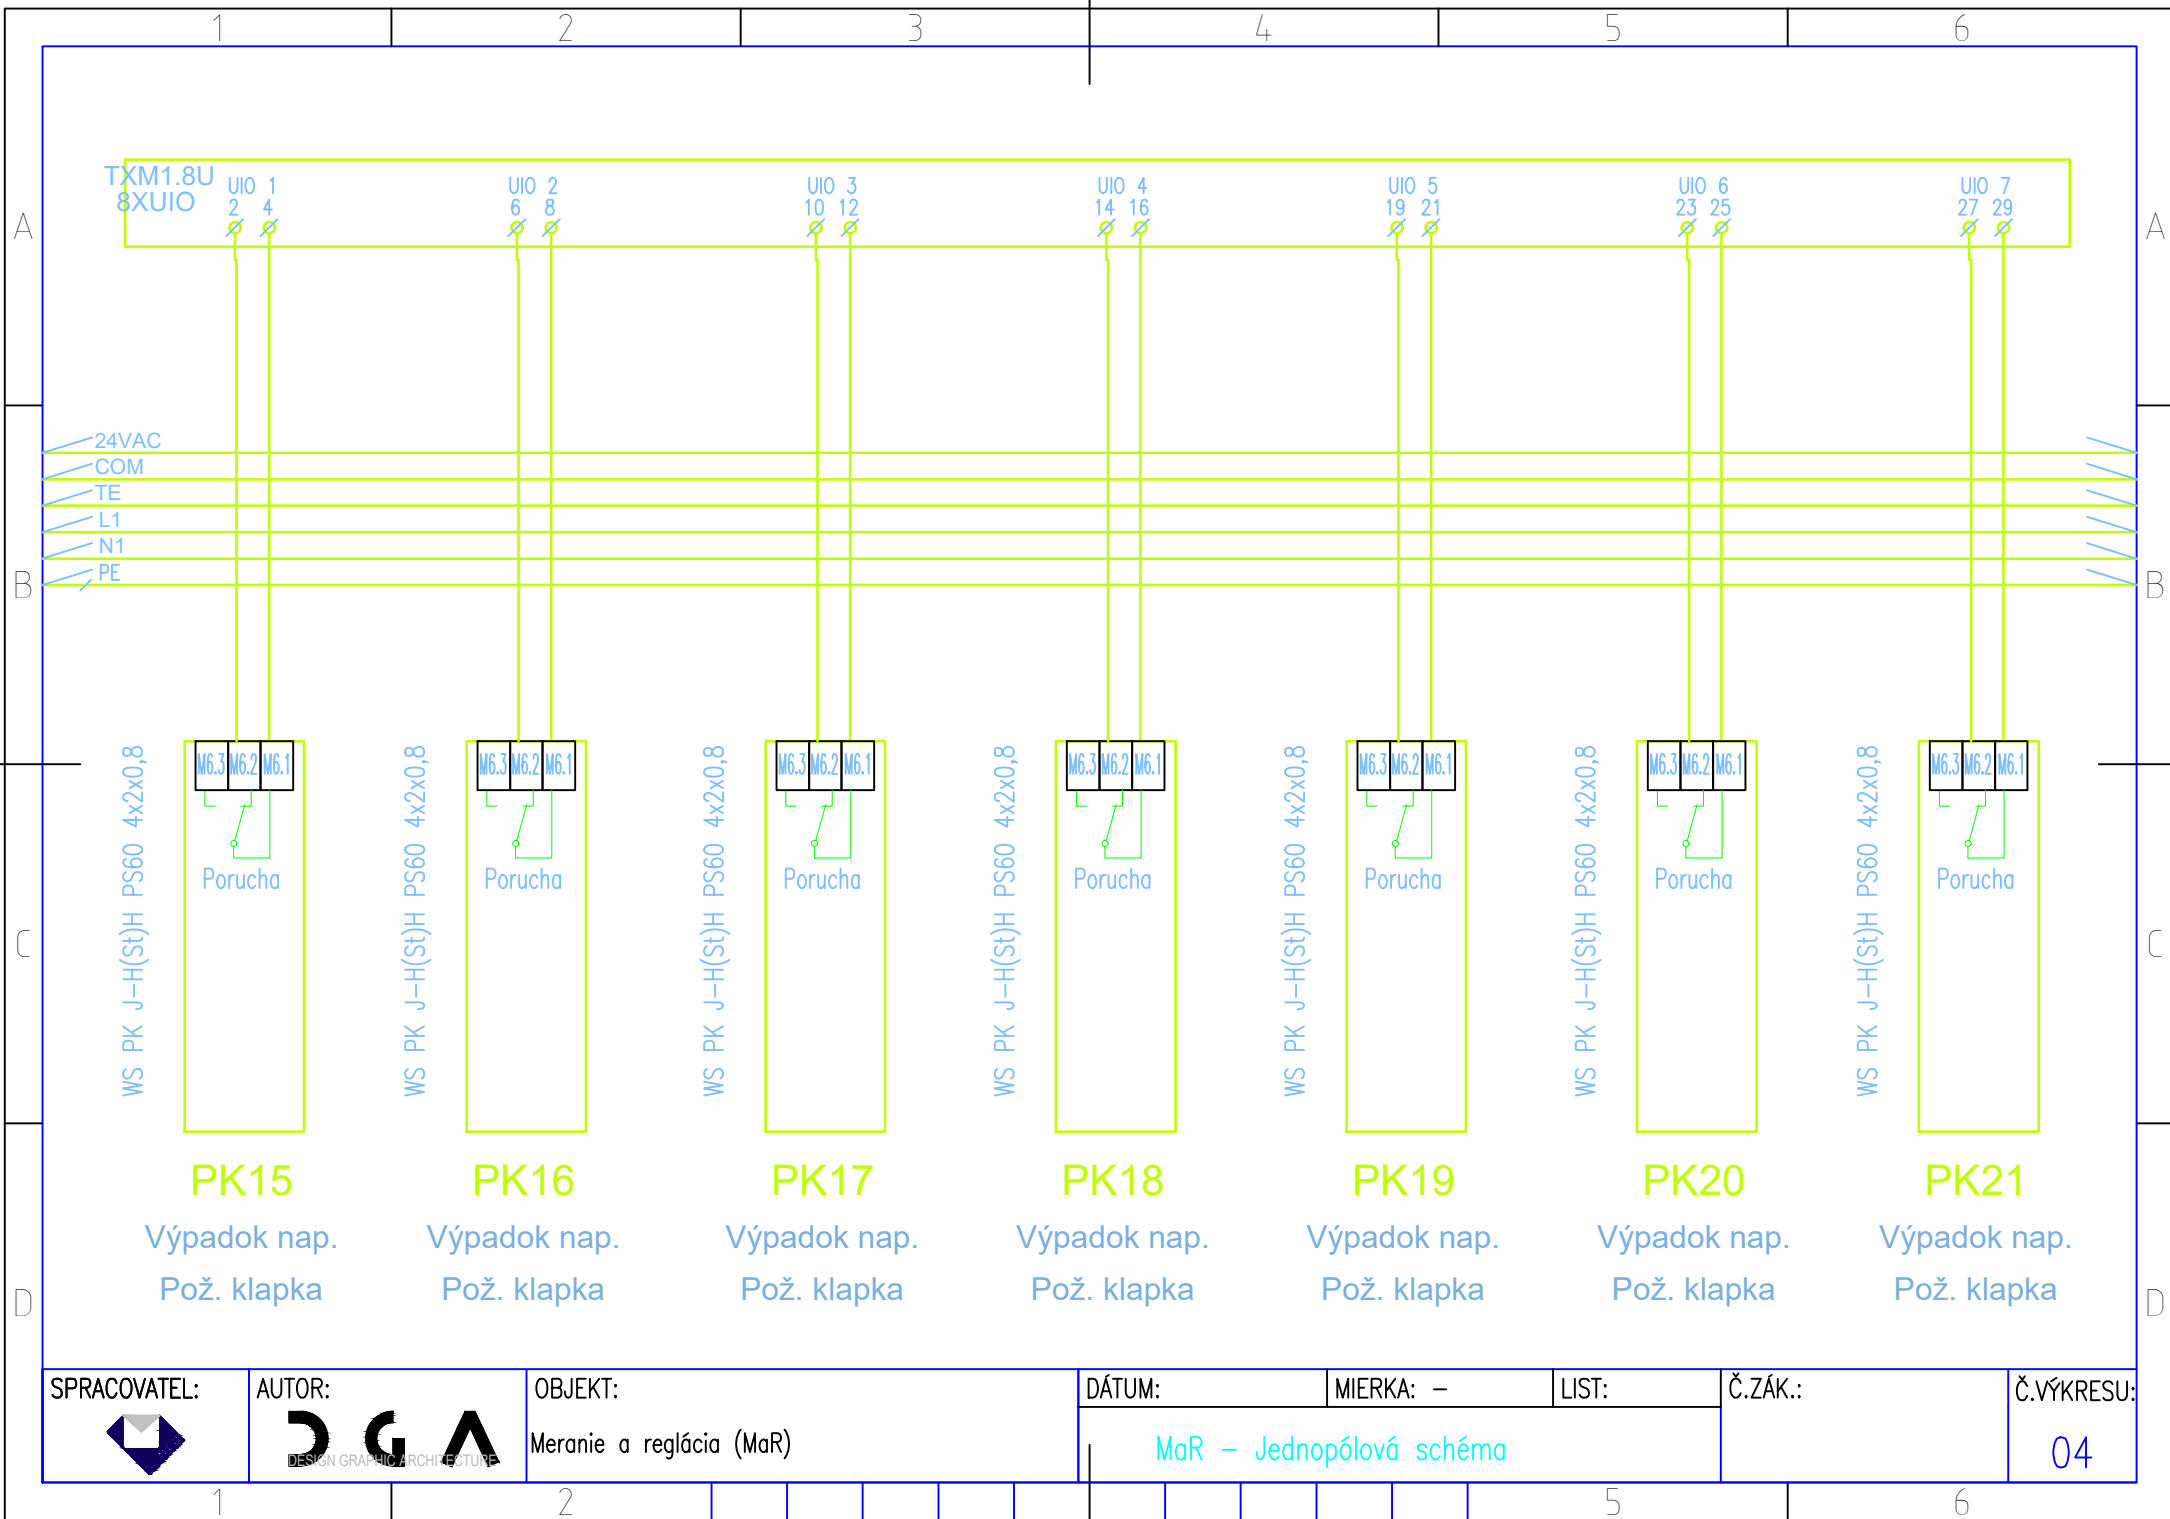 1 2 3 4 5 6
TXM1.8U
8XUIO
UIO 1 UIO 2 UIO 3 UIO 4 UIO 5 UIO 6 UIO 7
2 4 6 8 10 12 14 16 19 21 23 25 27 29
A A
24VAC
COM
TE
L1
N1
PE
B B
M6.3 M6.2 M6.1 M6.3 M6.2 M6.1 M6.3 M6.2 M6.1 M6.3 M6.2 M6.1 M6.3 M6.2 M6.1 M6.3 M6.2 M6.1 M6.3 M6.2 M6.1
WS PK J-H(St)H PS60 4x2x0,8
WS PK J-H(St)H PS60 4x2x0,8
WS PK J-H(St)H PS60 4x2x0,8
WS PK J-H(St)H PS60 4x2x0,8
WS PK J-H(St)H PS60 4x2x0,8
WS PK J-H(St)H PS60 4x2x0,8
WS PK J-H(St)H PS60 4x2x0,8
Porucha Porucha Porucha Porucha Porucha Porucha Porucha
C C
PK15 PK16 PK17 PK18 PK19 PK20 PK21
Výpadok nap. Výpadok nap. Výpadok nap. Výpadok nap. Výpadok nap. Výpadok nap. Výpadok nap.
Pož. klapka Pož. klapka Pož. klapka Pož. klapka Pož. klapka Pož. klapka Pož. klapka
D D
SPRACOVATEL: AUTOR: OBJEKT: DÁTUM: MIERKA: - LIST: Č.ZÁK.: Č.VÝKRESU:
DGA
DESIGN GRAPHIC ARCHITECTURE
Meranie a reglácia (MaR)
MaR - Jednopólová schéma
04
1 2 5 6